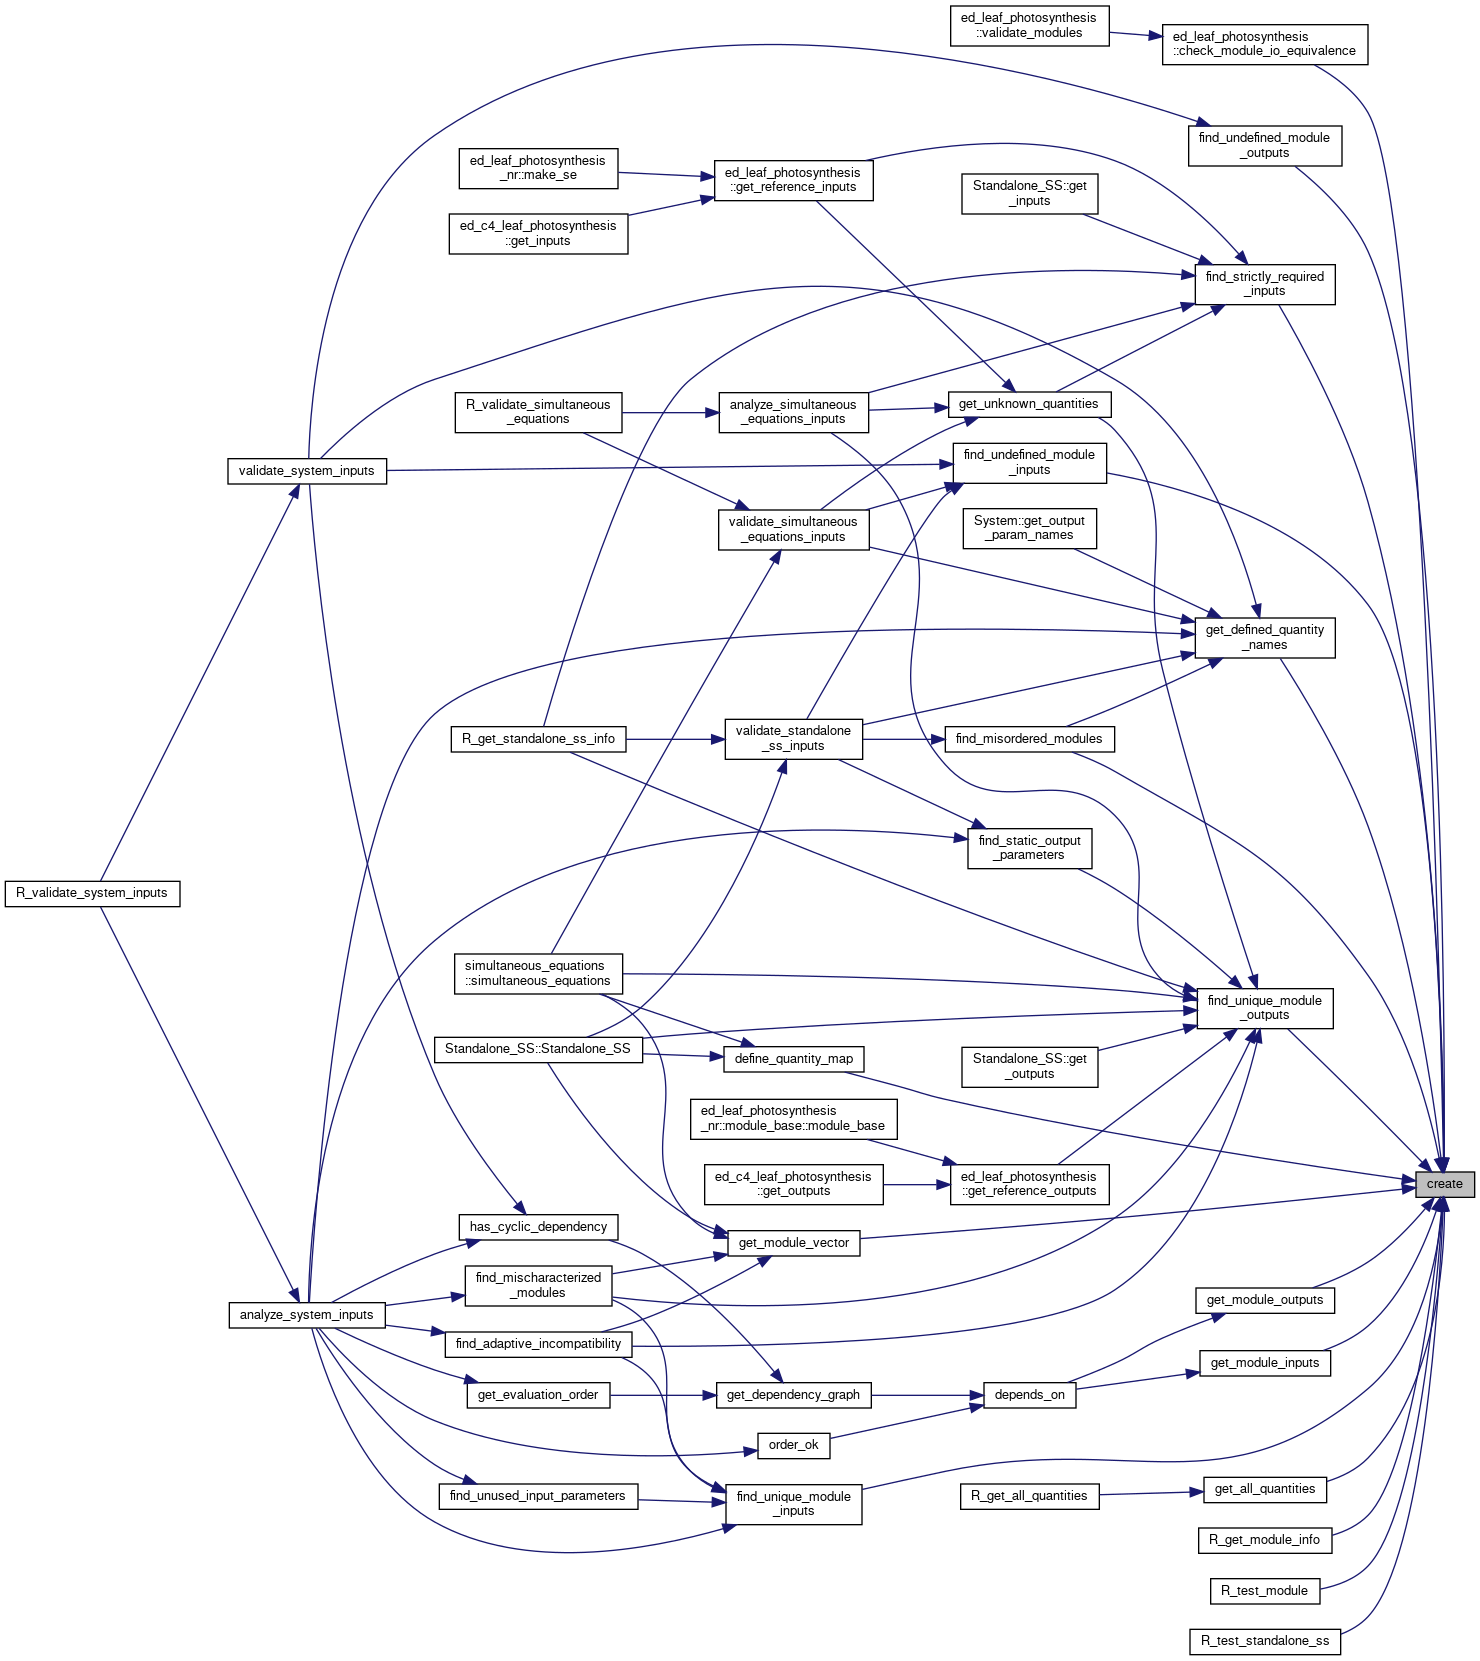 ed_leaf_photosynthesis
::validate_modules
ed_leaf_photosynthesis
::check_module_io_equivalence
find_undefined_module
_outputs
ed_leaf_photosynthesis
_nr::make_se
ed_leaf_photosynthesis
::get_reference_inputs
Standalone_SS::get
_inputs
ed_c4_leaf_photosynthesis
::get_inputs
find_strictly_required
_inputs
R_validate_simultaneous
_equations
analyze_simultaneous
_equations_inputs
get_unknown_quantities
validate_system_inputs
find_undefined_module
_inputs
validate_simultaneous
_equations_inputs
System::get_output
_param_names
get_defined_quantity
_names
R_get_standalone_ss_info
validate_standalone
_ss_inputs
find_misordered_modules
find_static_output
_parameters
R_validate_system_inputs
simultaneous_equations
::simultaneous_equations
find_unique_module
_outputs
Standalone_SS::Standalone_SS
define_quantity_map
Standalone_SS::get
_outputs
ed_leaf_photosynthesis
_nr::module_base::module_base
ed_c4_leaf_photosynthesis
::get_outputs
ed_leaf_photosynthesis
::get_reference_outputs
create
has_cyclic_dependency
get_module_vector
find_mischaracterized
_modules
get_module_outputs
analyze_system_inputs
find_adaptive_incompatibility
get_module_inputs
get_evaluation_order
get_dependency_graph
depends_on
order_ok
find_unused_input_parameters
find_unique_module
_inputs
R_get_all_quantities
get_all_quantities
R_get_module_info
R_test_module
R_test_standalone_ss